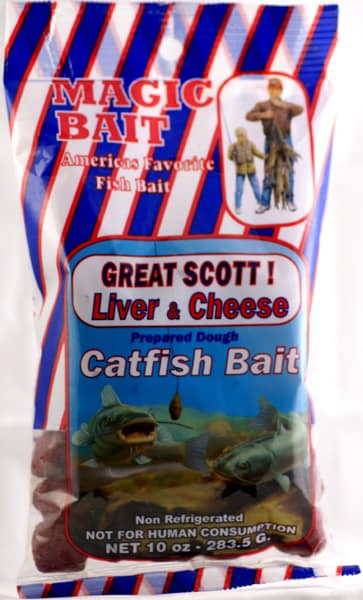 MAGIC
BAIT
Americas Favorite
Fish Bait
GREAT SCOTT !
Liver & Cheese
Prepared Dough
Catfish Bait
Non Refrigerated
NOT FOR HUMAN CONSUMPTION
NET 10 oz - 283.5 G.